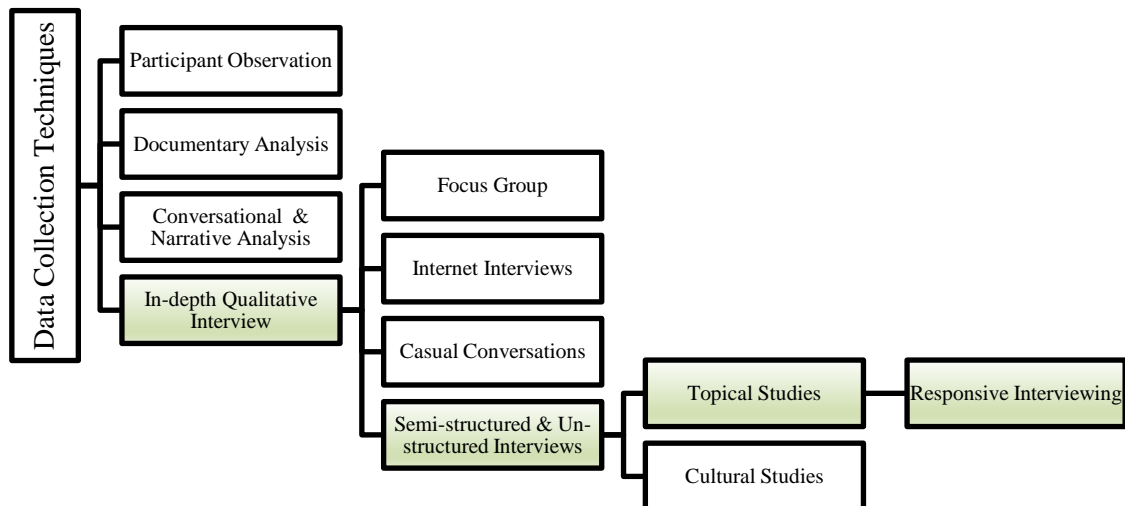 Data Collection Techniques
Participant Observation
Documentary Analysis
Conversational &
Narrative Analysis
In-depth Qualitative
Interview
Focus Group
Internet Interviews
Casual Conversations
Semi-structured & Un-
structured Interviews
Topical Studies
Cultural Studies
Responsive Interviewing